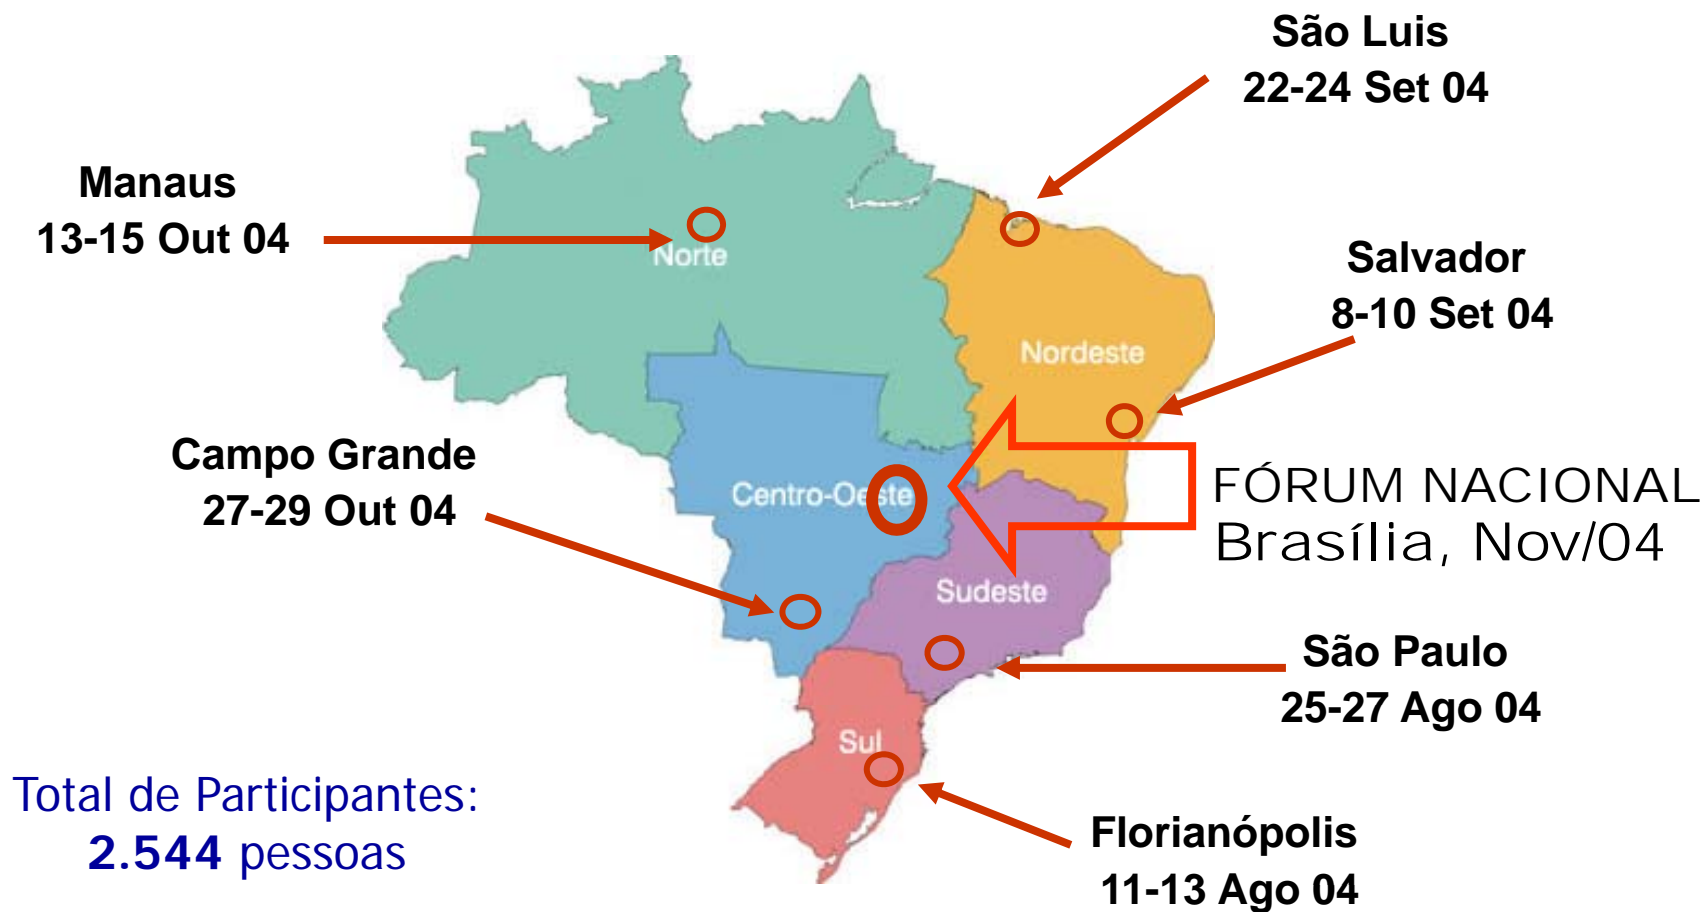 São Luis
22-24 Set 04
Manaus
13-15 Out 04
Norte
Salvador
8-10 Set 04
Nordeste
Campo Grande
27-29 Out 04
Centro-Oeste
FÓRUM NACIONAL
Brasília, Nov/04
Sudeste
São Paulo
25-27 Ago 04
Sul
Total de Participantes:
2.544 pessoas
Florianópolis
11-13 Ago 04